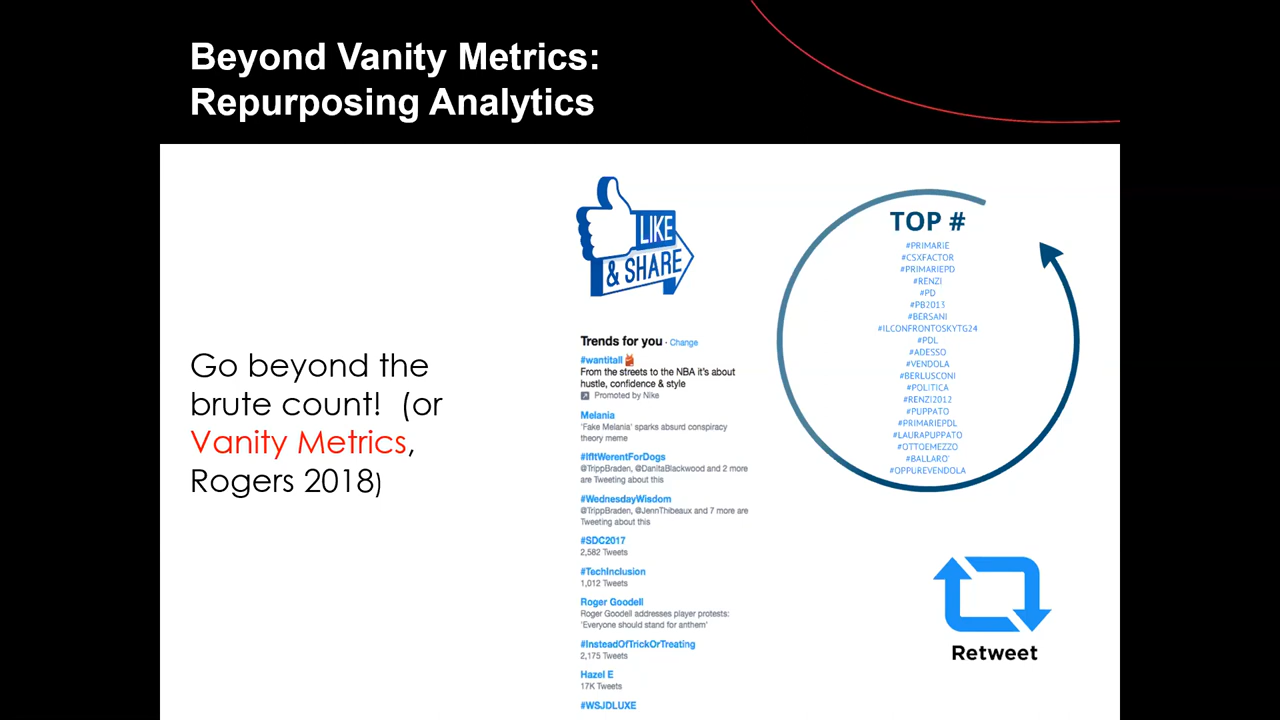 Beyond Vanity Metrics:
Repurposing Analytics
Go beyond the
brute count!  (or
Vanity Metrics,
Rogers 2018)
LIKE
& SHARE
Trends for you · Change
#wantitall
From the streets to the NBA it's about
hustle, confidence & style
Promoted by Nike
Melania
'Fake Melania' sparks absurd conspiracy
theory meme
#IfItWerentForDogs
@TrippBraden, @DanitaBlackwood and 2 more
are Tweeting about this
#WednesdayWisdom
@TrippBraden, @JennThibeaux and 7 more are
Tweeting about this
#SDC2017
2,582 Tweets
#TechInclusion
1,012 Tweets
Roger Goodell
Roger Goodell addresses player protests:
'Everyone should stand for anthem'
#InsteadOfTrickOrTreating
2,175 Tweets
Hazel E
17K Tweets
#WSJDLUXE
TOP #
#PRIMARIE
#CSXFACTOR
#PRIMARIEPD
#RENZI
#PD
#PB2013
#BERSANI
#ILCONFRONTOSKYTG24
#PDL
#ADESSO
#VENDOLA
#BERLUSCONI
#POLITICA
#RENZI2012
#PUPPATO
#PRIMARIEPDL
#LAURAPUPPATO
#OTTOEMEZZO
#BALLARO'
#OPPUREVENDOLA
Retweet